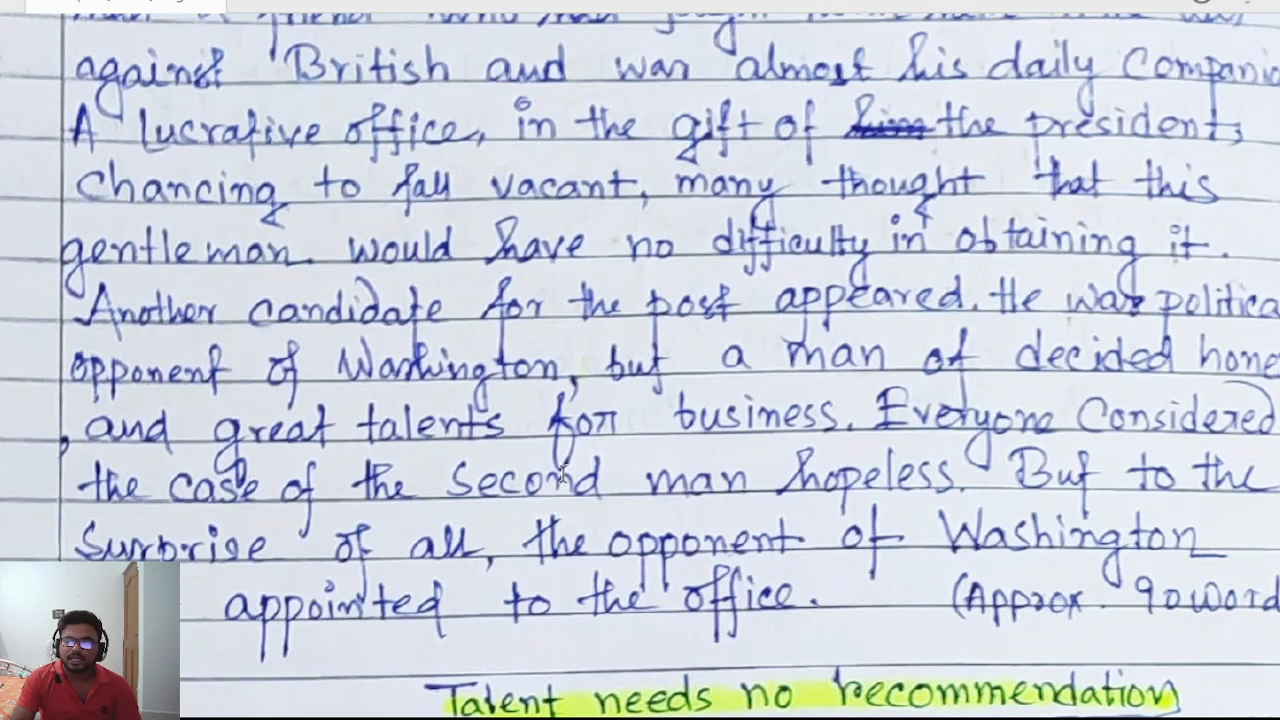 against British and was almost his daily Companio
A Lucrative office, in the gift of him the president,
Chancing to fall vacant, many thought that this
gentleman. would have no difficulty in obtaining it.
Another candidate for the post appeared. He was politica
opponent of Washington, but a man of decided hone
, and great talents for business. Everyone Considered
the case of the second man hopeless. But to the
Surprise of all, the opponent of Washington
appointed to the office. (Approx. 90 word
Talent needs no recommendation